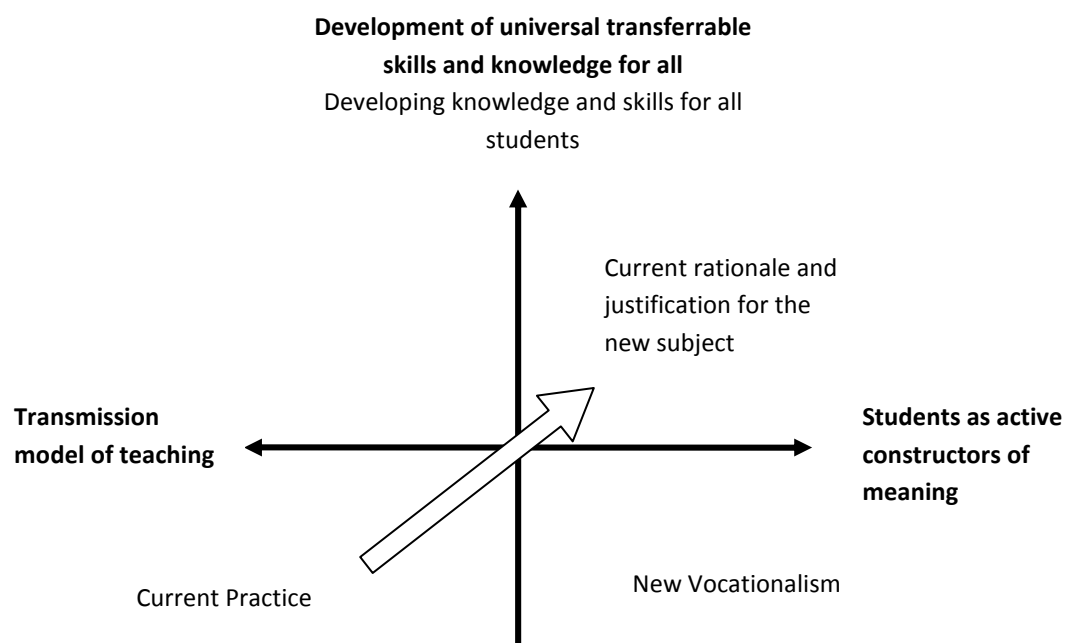 Development of universal transferrable
skills and knowledge for all
Developing knowledge and skills for all
students
Current rationale and
justification for the
new subject
Transmission
model of teaching
Students as active
constructors of
meaning
Current Practice
New Vocationalism